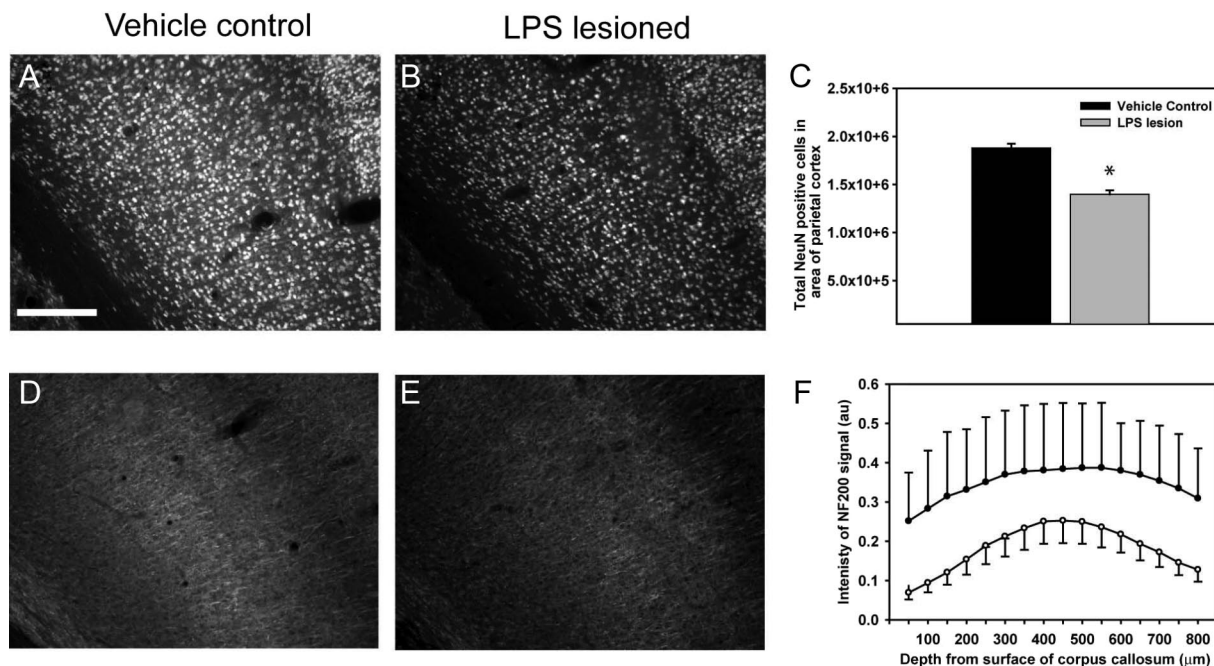 Vehicle control
LPS lesioned
A
B
C
Total NeuN positive cells in
area of parietal cortex
2.5x10+6
2.0x10+6
1.5x10+6
1.0x10+6
5.0x10+5
Vehicle Control
LPS lesion
*
D
E
F
Intenisty of NF200 signal (au)
0.6
0.5
0.4
0.3
0.2
0.1
0.0
100 200 300 400 500 600 700 800
Depth from surface of corpus callosum (µm)